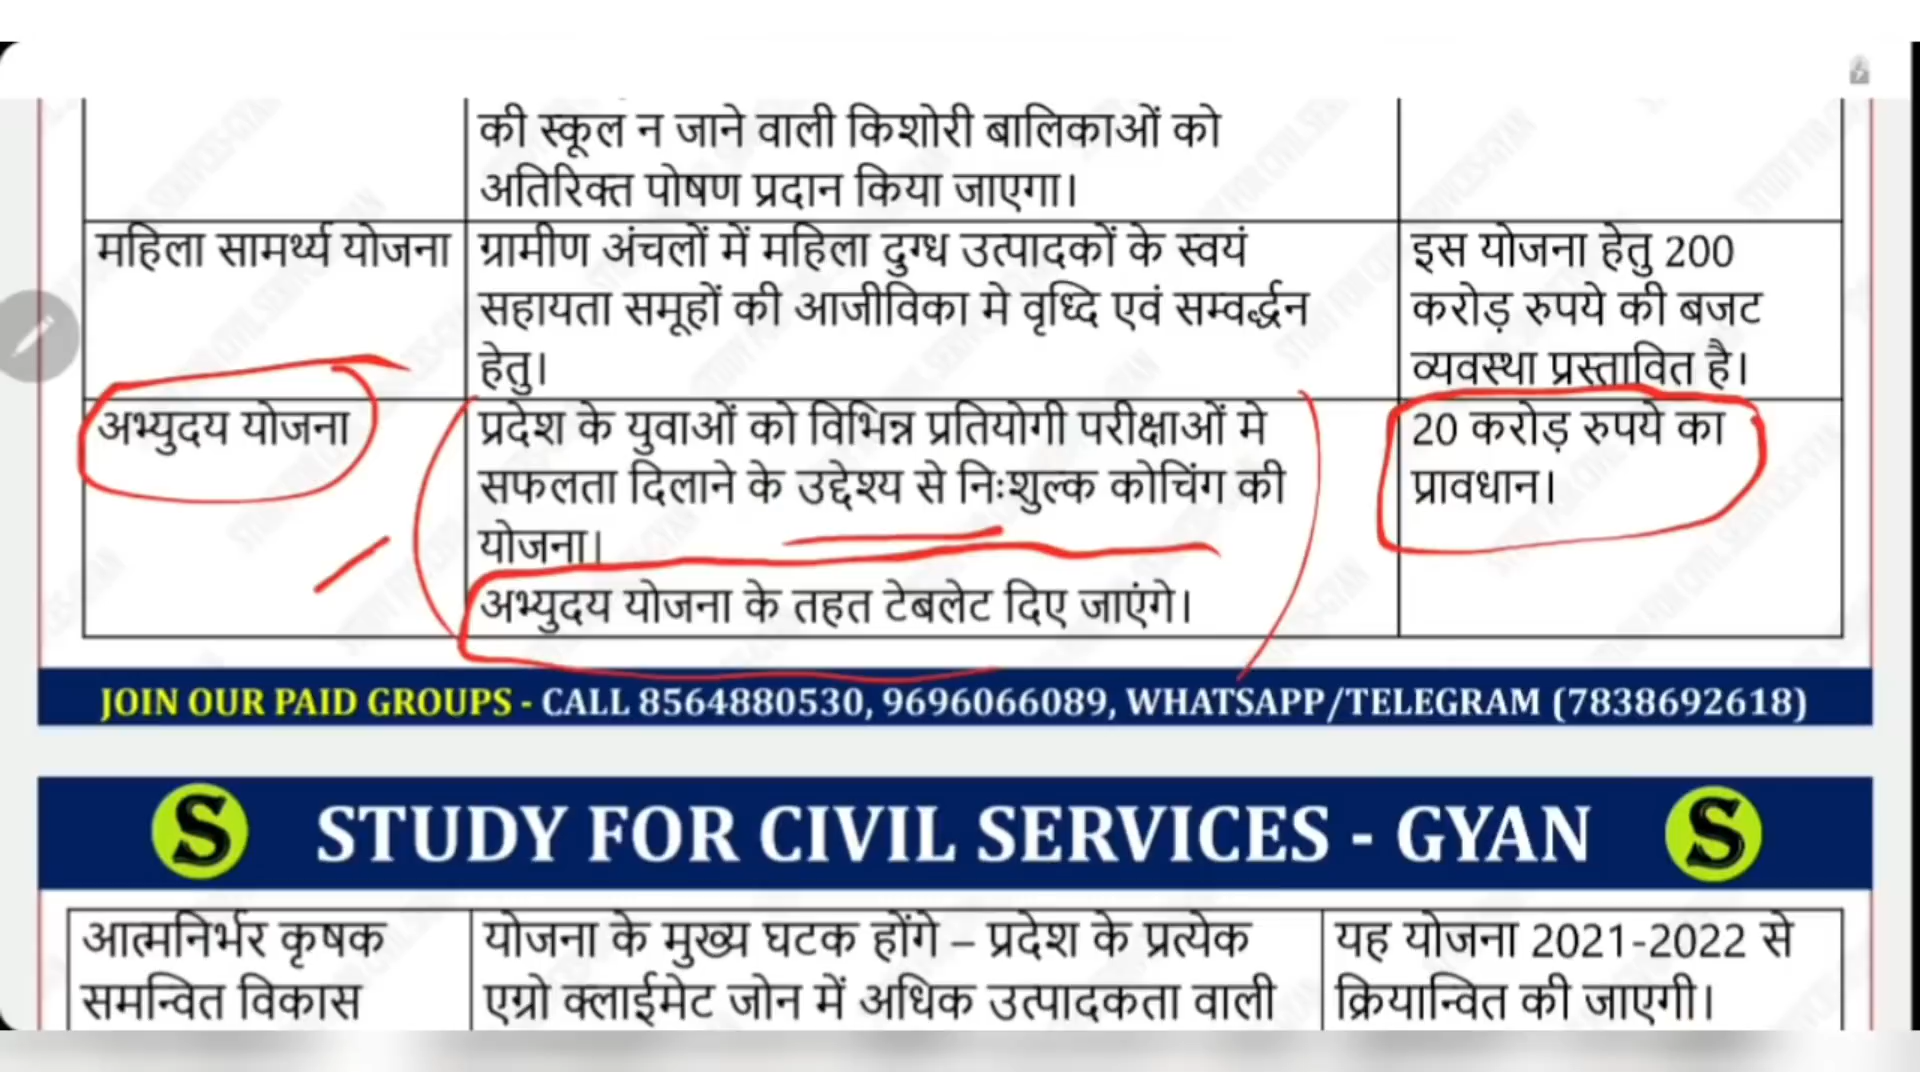 की स्कूल न जाने वाली किशोरी बालिकाओं को
अतिरिक्त पोषण प्रदान किया जाएगा।
महिला सामर्थ्य योजना
ग्रामीण अंचलों में महिला दुग्ध उत्पादकों के स्वयं
सहायता समूहों की आजीविका मे वृध्दि एवं सम्वर्द्धन
हेतु।
इस योजना हेतु 200
करोड़ रुपये की बजट
व्यवस्था प्रस्तावित है।
अभ्युदय योजना
प्रदेश के युवाओं को विभिन्न प्रतियोगी परीक्षाओं मे
सफलता दिलाने के उद्देश्य से निःशुल्क कोचिंग की
योजना।
अभ्युदय योजना के तहत टेबलेट दिए जाएंगे।
20 करोड़ रुपये का
प्रावधान।
JOIN OUR PAID GROUPS - CALL 8564880530, 9696066089, WHATSAPP/TELEGRAM (7838692618)
S STUDY FOR CIVIL SERVICES - GYAN S
आत्मनिर्भर कृषक
समन्वित विकास
योजना के मुख्य घटक होंगे – प्रदेश के प्रत्येक
एग्रो क्लाईमेट जोन में अधिक उत्पादकता वाली
यह योजना 2021-2022 से
क्रियान्वित की जाएगी।